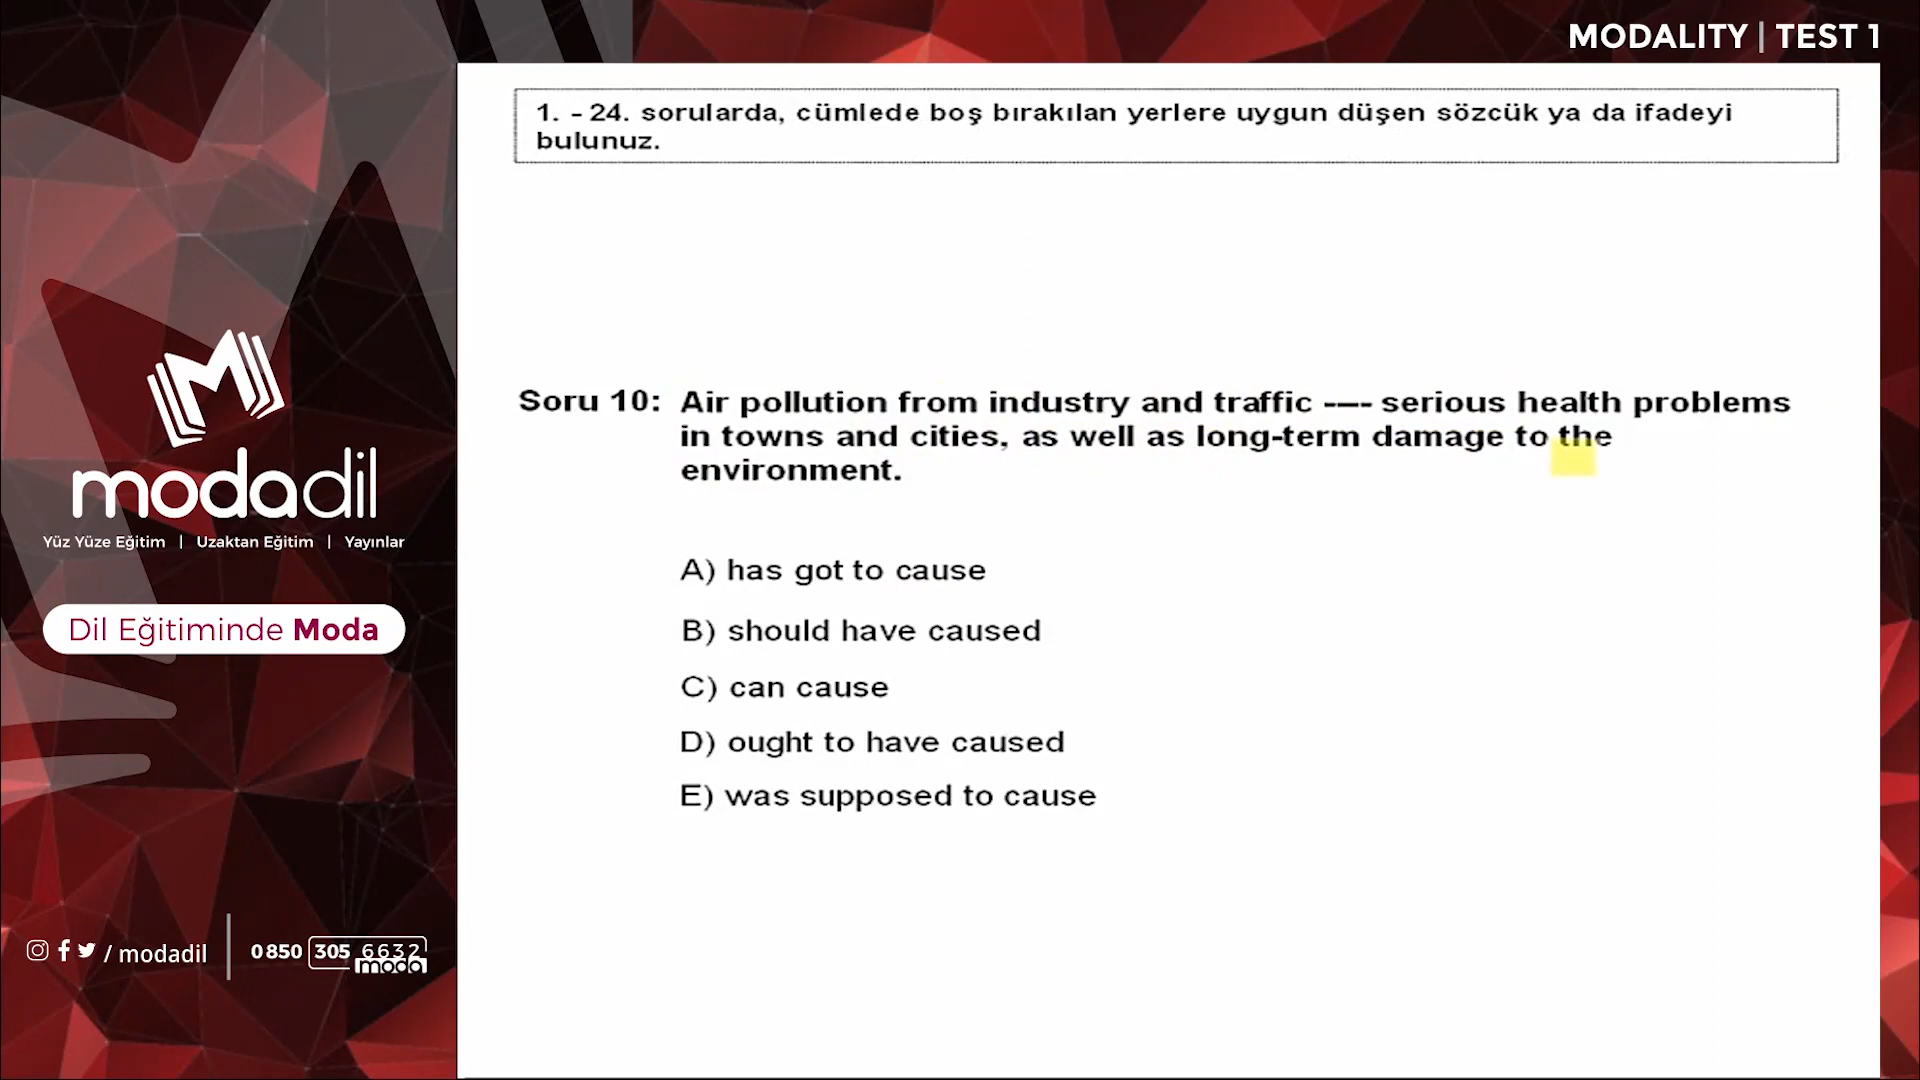 MODALITY | TEST 1
1. - 24. sorularda, cümlede boş bırakılan yerlere uygun düşen sözcük ya da ifadeyi
bulunuz.
Soru 10: Air pollution from industry and traffic ---- serious health problems
in towns and cities, as well as long-term damage to the
environment.
A) has got to cause
B) should have caused
C) can cause
D) ought to have caused
E) was supposed to cause
modadil
Yüz Yüze Eğitim | Uzaktan Eğitim | Yayınlar
Dil Eğitiminde Moda
/ modadil
0850 305 6632
moda